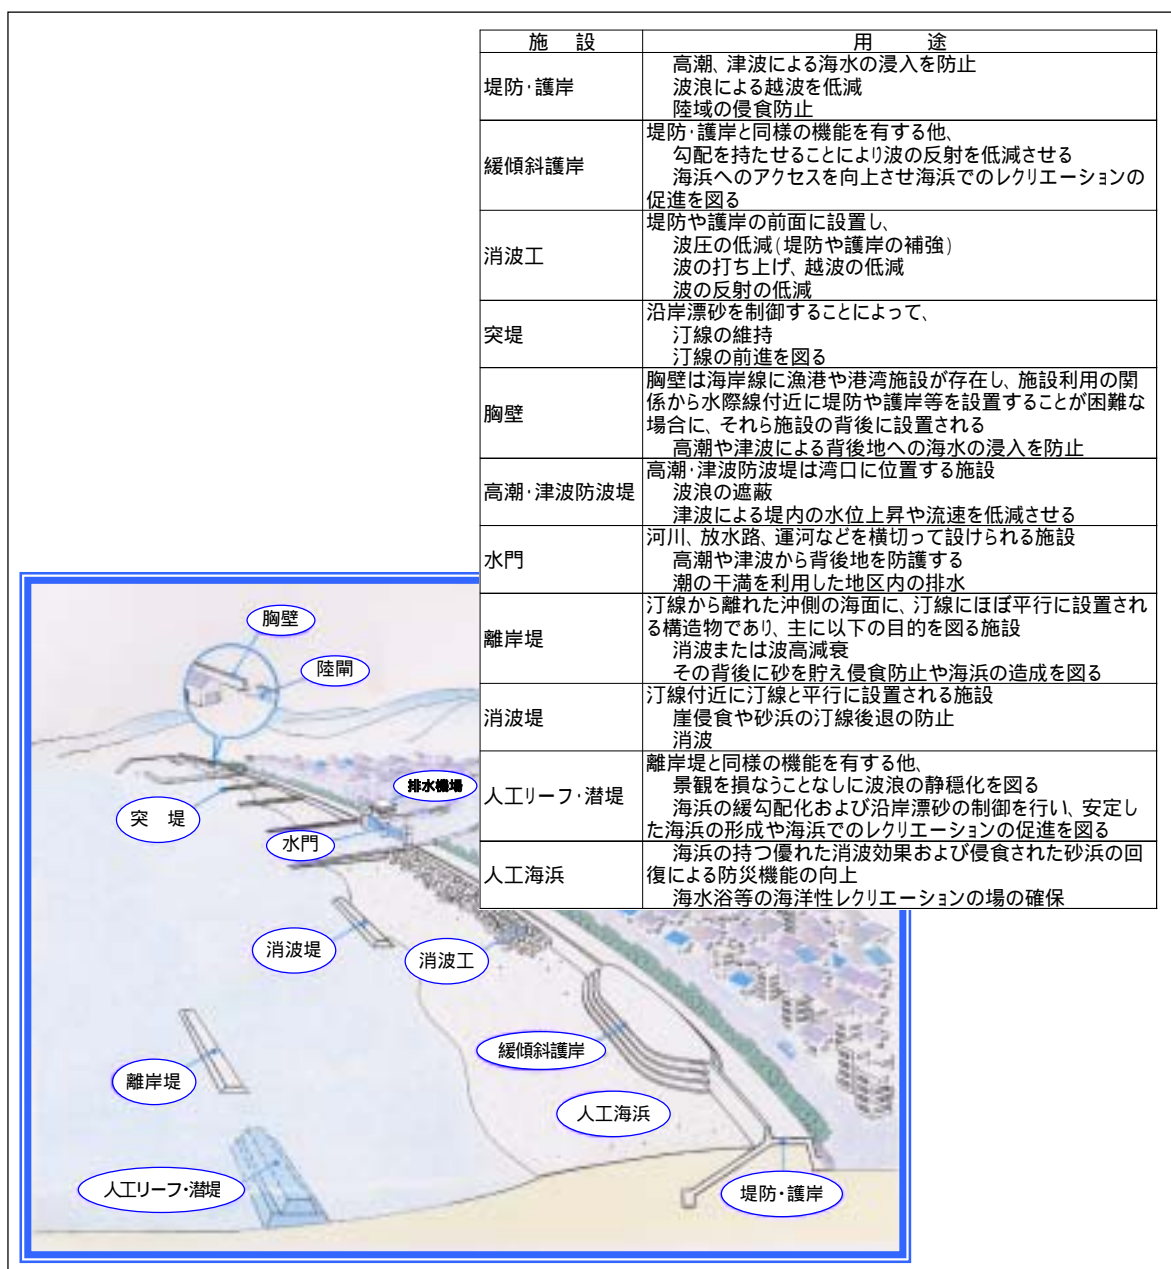 施 設 用 途
堤防・護岸
高潮、津波による海水の浸入を防止
波浪による越波を低減
陸域の侵食防止
緩傾斜護岸
堤防・護岸と同様の機能を有する他、
勾配を持たせることにより波の反射を低減させる
海浜へのアクセスを向上させ海浜でのレクリエーションの
促進を図る
消波工
堤防や護岸の前面に設置し、
波圧の低減(堤防や護岸の補強)
波の打ち上げ、越波の低減
波の反射の低減
突堤
沿岸漂砂を制御することによって、
汀線の維持
汀線の前進を図る
胸壁
胸壁は海岸線に漁港や港湾施設が存在し、施設利用の関
係から水際線付近に堤防や護岸等を設置することが困難な
場合に、それら施設の背後に設置される
高潮や津波による背後地への海水の浸入を防止
高潮・津波防波堤
高潮・津波防波堤は湾口に位置する施設
波浪の遮蔽
津波による堤内の水位上昇や流速を低減させる
水門
河川、放水路、運河などを横切って設けられる施設
高潮や津波から背後地を防護する
潮の干満を利用した地区内の排水
離岸堤
汀線から離れた沖側の海面に、汀線にほぼ平行に設置され
る構造物であり、主に以下の目的を図る施設
消波または波高減衰
その背後に砂を貯え侵食防止や海浜の造成を図る
消波堤
汀線付近に汀線と平行に設置される施設
崖侵食や砂浜の汀線後退の防止
消波
人工リーフ・潜堤
離岸堤と同様の機能を有する他、
景観を損なうことなしに波浪の静穏化を図る
海浜の緩勾配化および沿岸漂砂の制御を行い、安定し
た海浜の形成や海浜でのレクリエーションの促進を図る
人工海浜
海浜の持つ優れた消波効果および侵食された砂浜の回
復による防災機能の向上
海水浴等の海洋性レクリエーションの場の確保
胸壁
陸閘
排水機場
突 堤
水門
消波堤
消波工
緩傾斜護岸
離岸堤
人工海浜
人工リーフ・潜堤
堤防・護岸